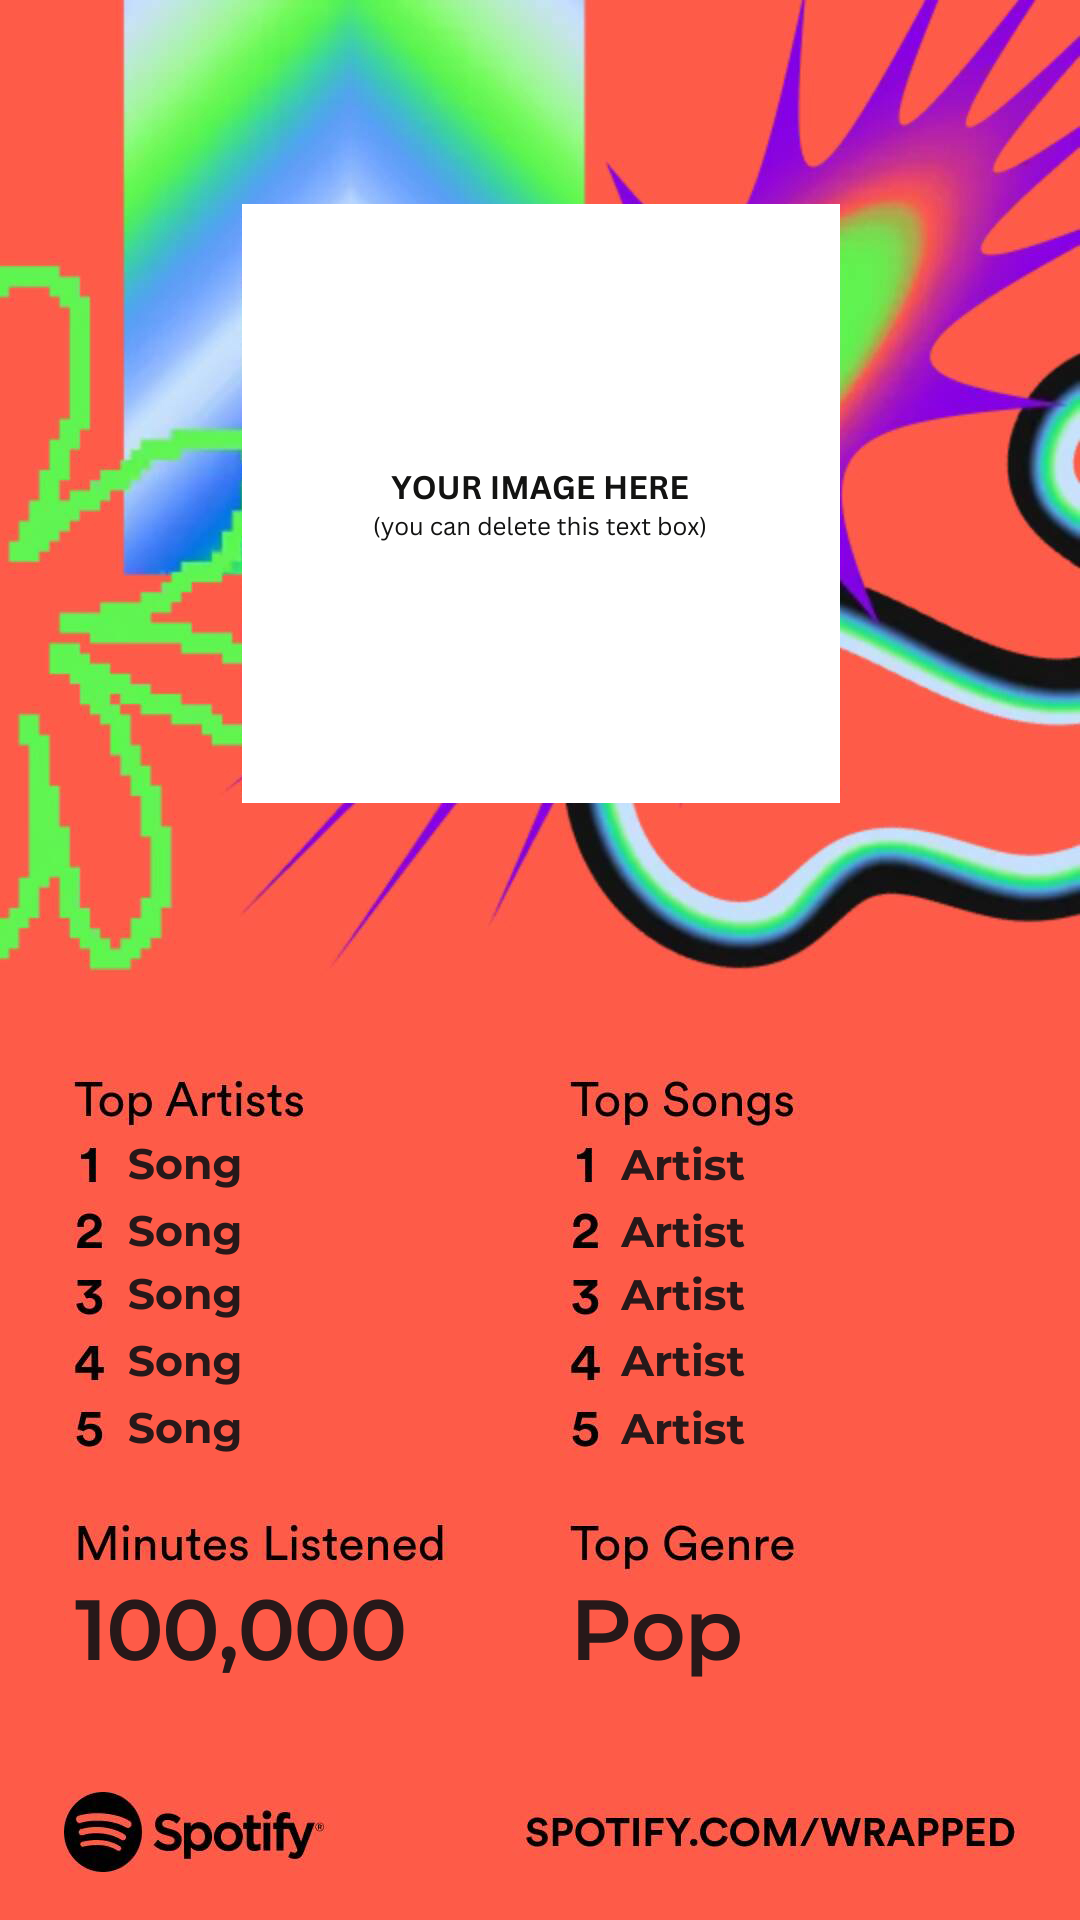 YOUR IMAGE HERE
(you can delete this text box)
Top Artists
1 Song
2 Song
3 Song
4 Song
5 Song
Top Songs
1 Artist
2 Artist
3 Artist
4 Artist
5 Artist
Minutes Listened
100,000
Top Genre
Pop
Spotify®
SPOTIFY.COM/WRAPPED